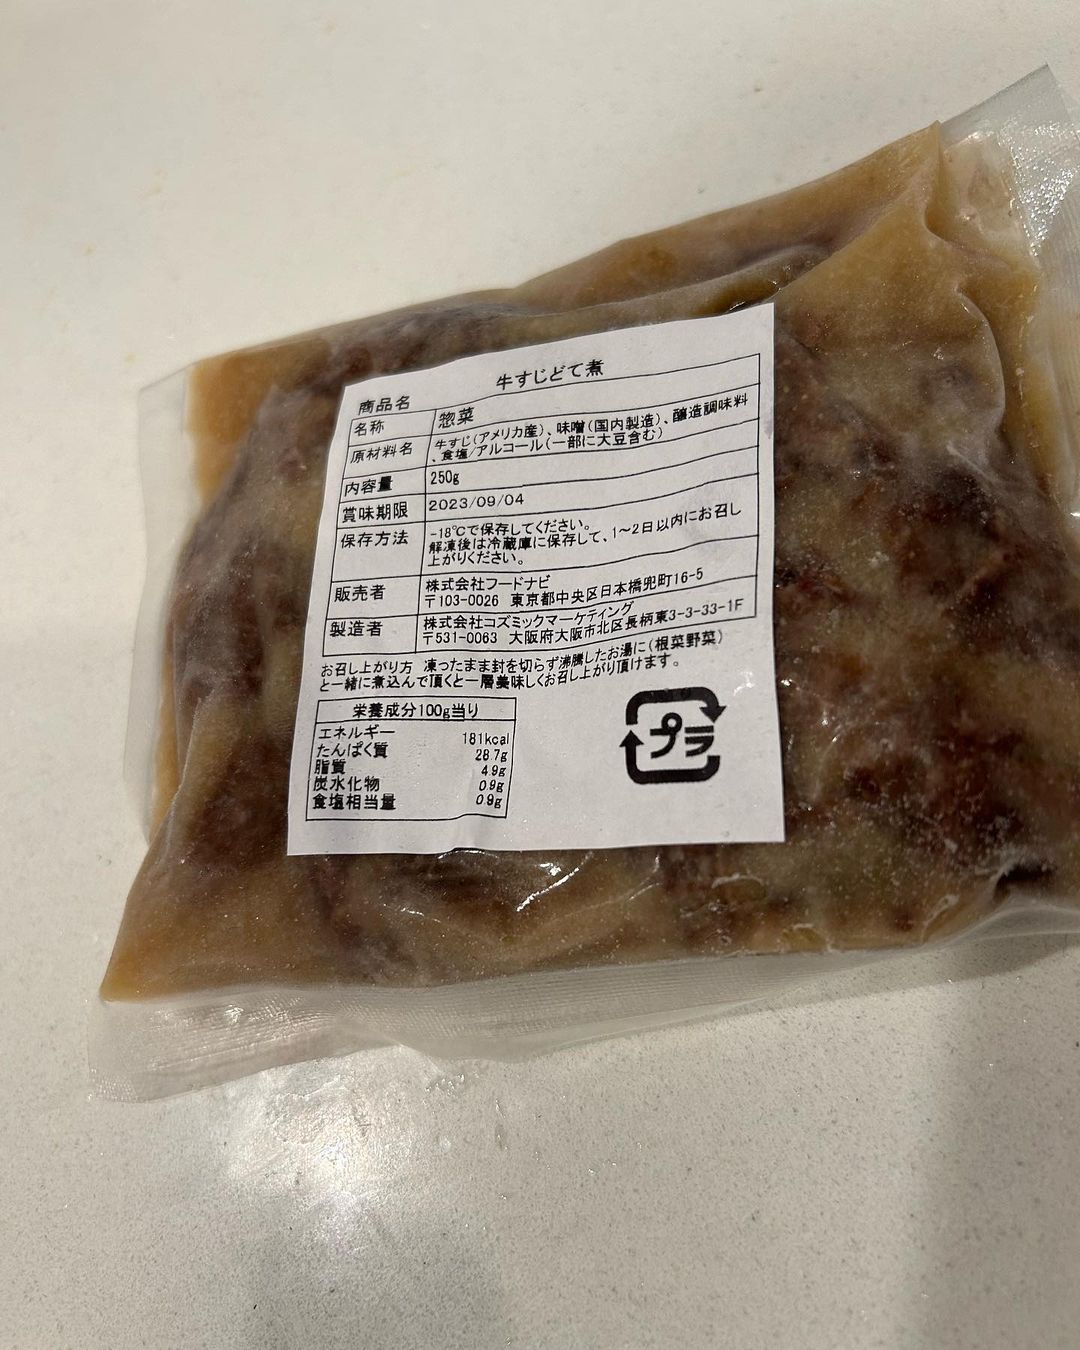 商品名 牛すじどて煮
名称 惣菜
原材料名 牛すじ(アメリカ産)、味噌(国内製造)、醸造調味料
、食塩/アルコール(一部に大豆含む)
内容量 250g
賞味期限 2023/09/04
保存方法 -18℃で保存してください。
解凍後は冷蔵庫に保存して、1～2日以内にお召し
上がりください。
販売者 株式会社フードナビ
〒103-0026 東京都中央区日本橋兜町16-5
製造者 株式会社コズミックマーケティング
〒531-0063 大阪府大阪市北区長柄東3-3-33-1F
お召し上がり方 凍ったまま封を切らず沸騰したお湯に(根菜野菜)
と一緒に煮込んで頂くと一層美味しくお召し上がり頂けます。
栄養成分100g当り
エネルギー 181kcal
たんぱく質 28.7g
脂質 4.9g
炭水化物 0.9g
食塩相当量 0.9g
プラ